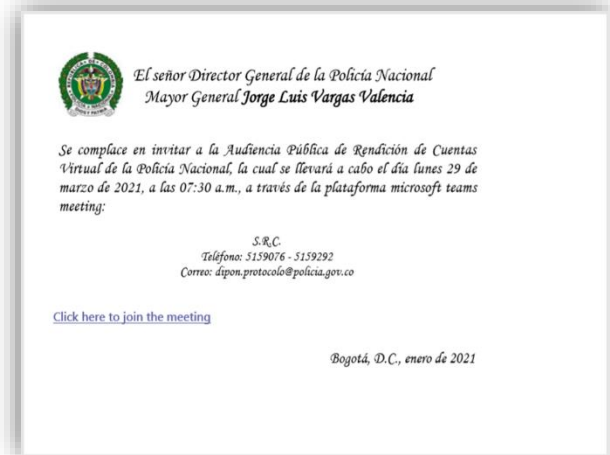 El señor Director General de la Policía Nacional
Mayor General Jorge Luis Vargas Valencia
Se complace en invitar a la Audiencia Pública de Rendición de Cuentas
Virtual de la Policía Nacional, la cual se llevará a cabo el día lunes 29 de
marzo de 2021, a las 07:30 a.m., a través de la plataforma microsoft teams
meeting:
S.R.C.
Teléfono: 5159076 - 5159292
Correo: dipon.protocolo@policia.gov.co
Click here to join the meeting
Bogotá, D.C., enero de 2021